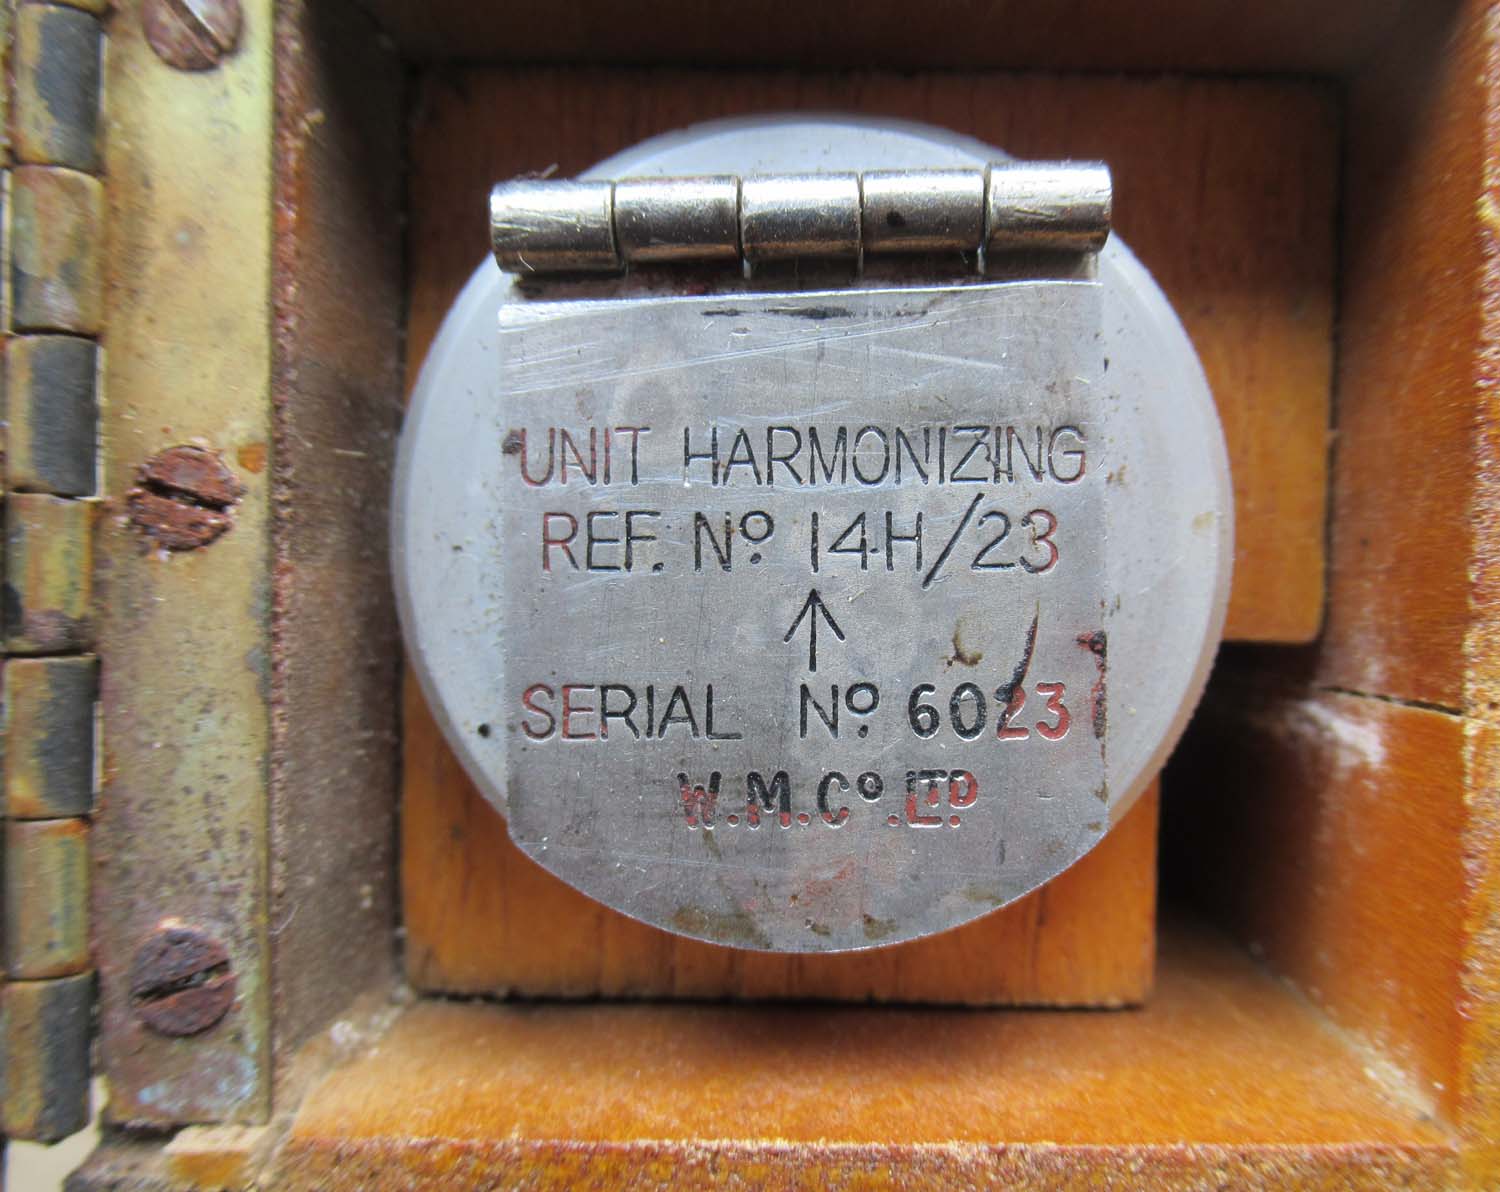 UNIT HARMONIZING
REF. Nº 14H/23
SERIAL Nº 6023
W.M.Cº.LTD